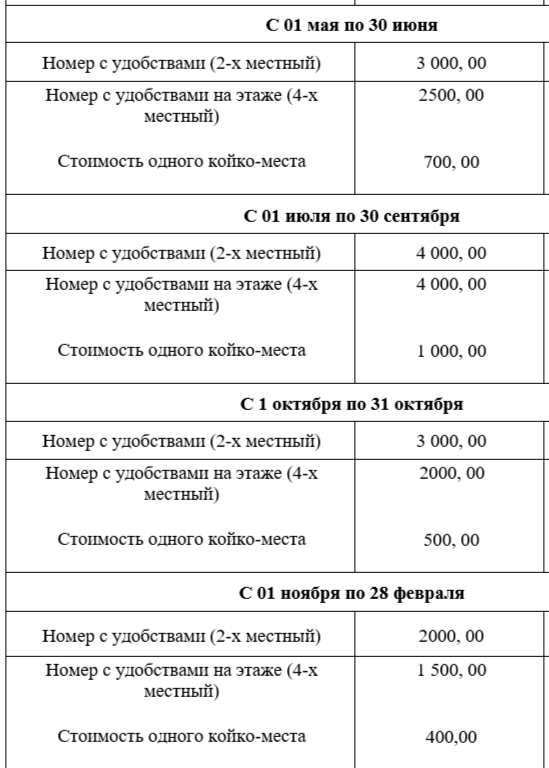 С 01 мая по 30 июня
Номер с удобствами (2-х местный) 3 000, 00
Номер с удобствами на этаже (4-х 2500, 00
местный)
Стоимость одного койко-места 700, 00
С 01 июля по 30 сентября
Номер с удобствами (2-х местный) 4 000, 00
Номер с удобствами на этаже (4-х 4 000, 00
местный)
Стоимость одного койко-места 1 000, 00
С 1 октября по 31 октября
Номер с удобствами (2-х местный) 3 000, 00
Номер с удобствами на этаже (4-х 2000, 00
местный)
Стоимость одного койко-места 500, 00
С 01 ноября по 28 февраля
Номер с удобствами (2-х местный) 2000, 00
Номер с удобствами на этаже (4-х 1 500, 00
местный)
Стоимость одного койко-места 400,00